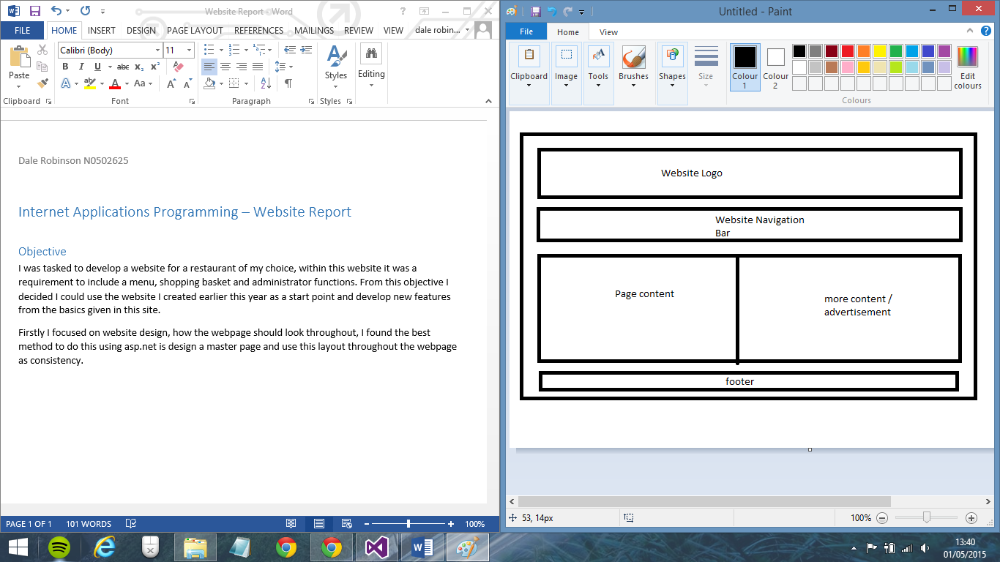 Website Report - Word
FILE HOME INSERT DESIGN PAGE LAYOUT REFERENCES MAILINGS REVIEW VIEW dale robin...
Calibri (Body) 11
Paste
B I U abc x₂ x²
A ab A Aa A A
Styles
Editing
Clipboard Font Paragraph Styles
Dale Robinson N0502625
Internet Applications Programming – Website Report
Objective
I was tasked to develop a website for a restaurant of my choice, within this website it was a
requirement to include a menu, shopping basket and administrator functions. From this objective I
decided I could use the website I created earlier this year as a start point and develop new features
from the basics given in this site.
Firstly I focused on website design, how the webpage should look throughout, I found the best
method to do this using asp.net is design a master page and use this layout throughout the webpage
as consistency.
PAGE 1 OF 1 101 WORDS 100%
Untitled - Paint
File Home View
Clipboard Image Tools Brushes Shapes Size Colour 1 Colour 2 Edit colours
Colours
Website Logo
Website Navigation
Bar
Page content
more content /
advertisement
footer
53, 14px 100%
13:40
01/05/2015